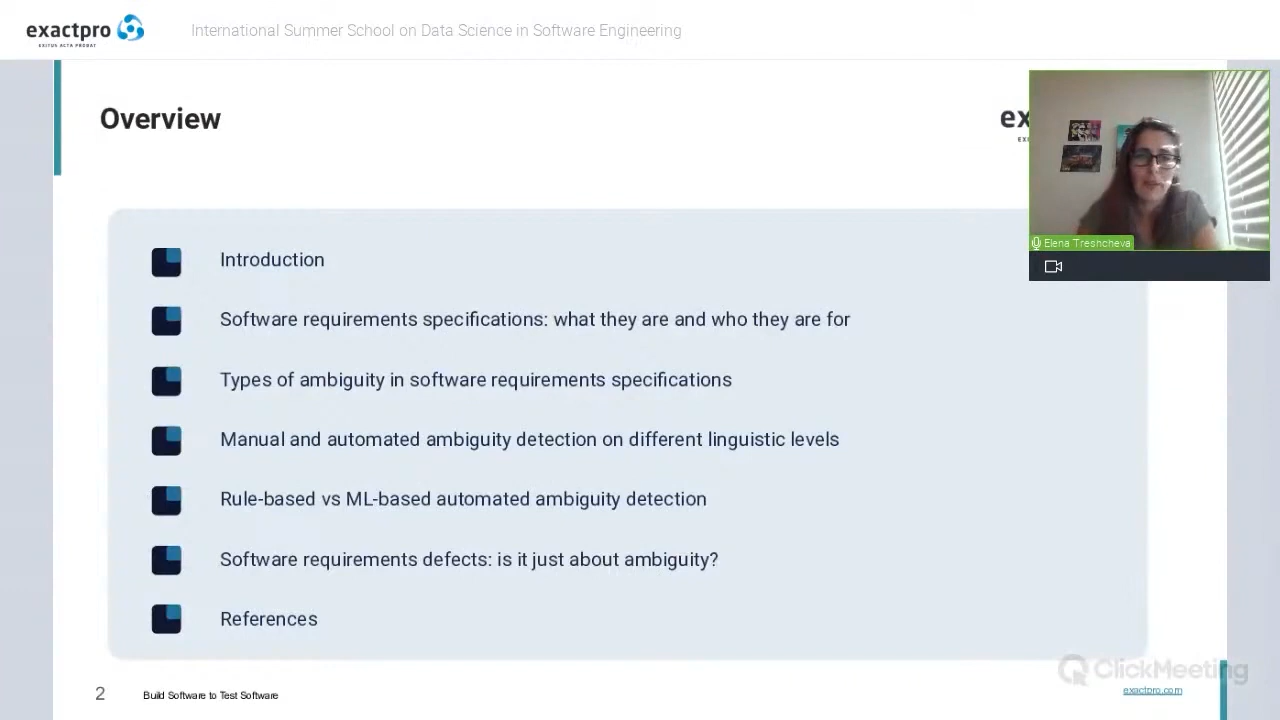 exactpro
EXITUS ACTA PROBAT
International Summer School on Data Science in Software Engineering
Overview
ex
EX
Elena Treshcheva
Introduction
Software requirements specifications: what they are and who they are for
Types of ambiguity in software requirements specifications
Manual and automated ambiguity detection on different linguistic levels
Rule-based vs ML-based automated ambiguity detection
Software requirements defects: is it just about ambiguity?
References
ClickMeeting
2
Build Software to Test Software
exactpro.com